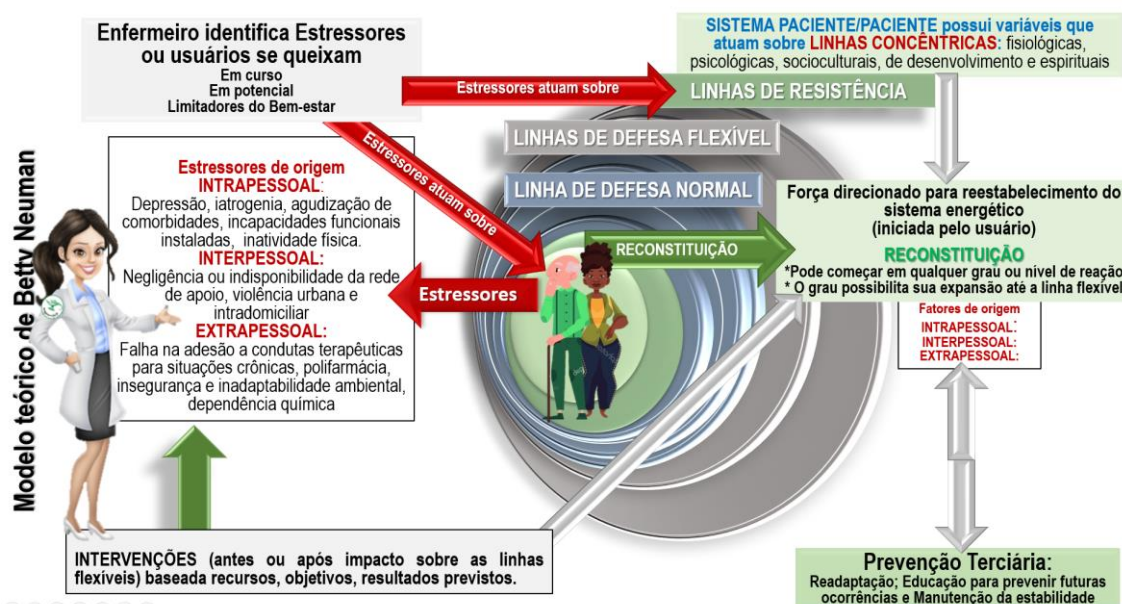 Modelo teórico de Betty Neuman
Enfermeiro identifica Estressores
ou usuários se queixam
Em curso
Em potencial
Limitadores do Bem-estar
Estressores atuam sobre
Estressores atuam sobre
SISTEMA PACIENTE/PACIENTE possui variáveis que
atuam sobre LINHAS CONCÊNTRICAS: fisiológicas,
psicológicas, socioculturais, de desenvolvimento e espirituais
LINHAS DE RESISTÊNCIA
LINHAS DE DEFESA FLEXÍVEL
LINHA DE DEFESA NORMAL
Estressores de origem
INTRAPESSOAL:
Depressão, iatrogenia, agudização de
comorbidades, incapacidades funcionais
instaladas, inatividade física.
INTERPESSOAL:
Negligência ou indisponibilidade da rede
de apoio, violência urbana e
intradomiciliar
EXTRAPESSOAL:
Falha na adesão a condutas terapêuticas
para situações crônicas, polifarmácia,
insegurança e inadaptabilidade ambiental,
dependência química
Estressores
RECONSTITUIÇÃO
Força direcionado para reestabelecimento do
sistema energético
(iniciada pelo usuário)
RECONSTITUIÇÃO
*Pode começar em qualquer grau ou nível de reação
* O grau possibilita sua expansão até a linha flexível
Fatores de origem
INTRAPESSOAL:
INTERPESSOAL:
EXTRAPESSOAL:
INTERVENÇÕES (antes ou após impacto sobre as linhas
flexíveis) baseada recursos, objetivos, resultados previstos.
Prevenção Terciária:
Readaptação; Educação para prevenir futuras
ocorrências e Manutenção da estabilidade